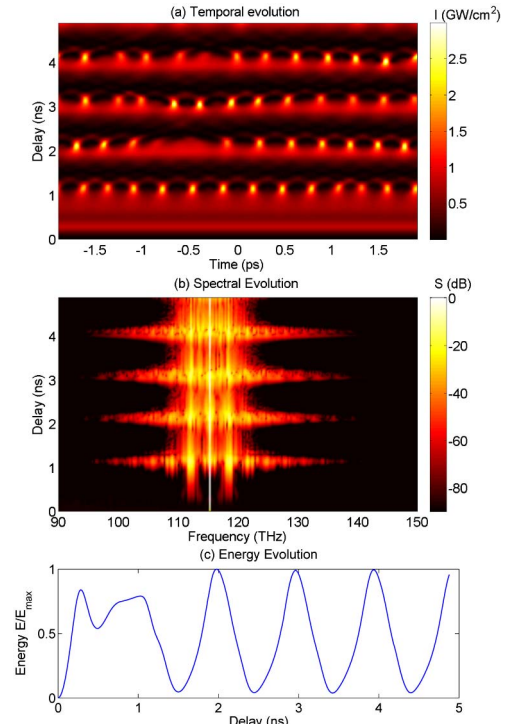 (a) Temporal evolution
I (GW/cm²)
Delay (ns)
4
3
2
1
0
-1.5 -1 -0.5 0 0.5 1 1.5
Time (ps)
2.5
2
1.5
1
0.5
(b) Spectral Evolution
S (dB)
Delay (ns)
4
3
2
1
0
90 100 110 120 130 140 150
Frequency (THz)
0
-20
-40
-60
-80
(c) Energy Evolution
Energy E/E_max
1
0.5
0
0 1 2 3 4 5
Delay (ns)